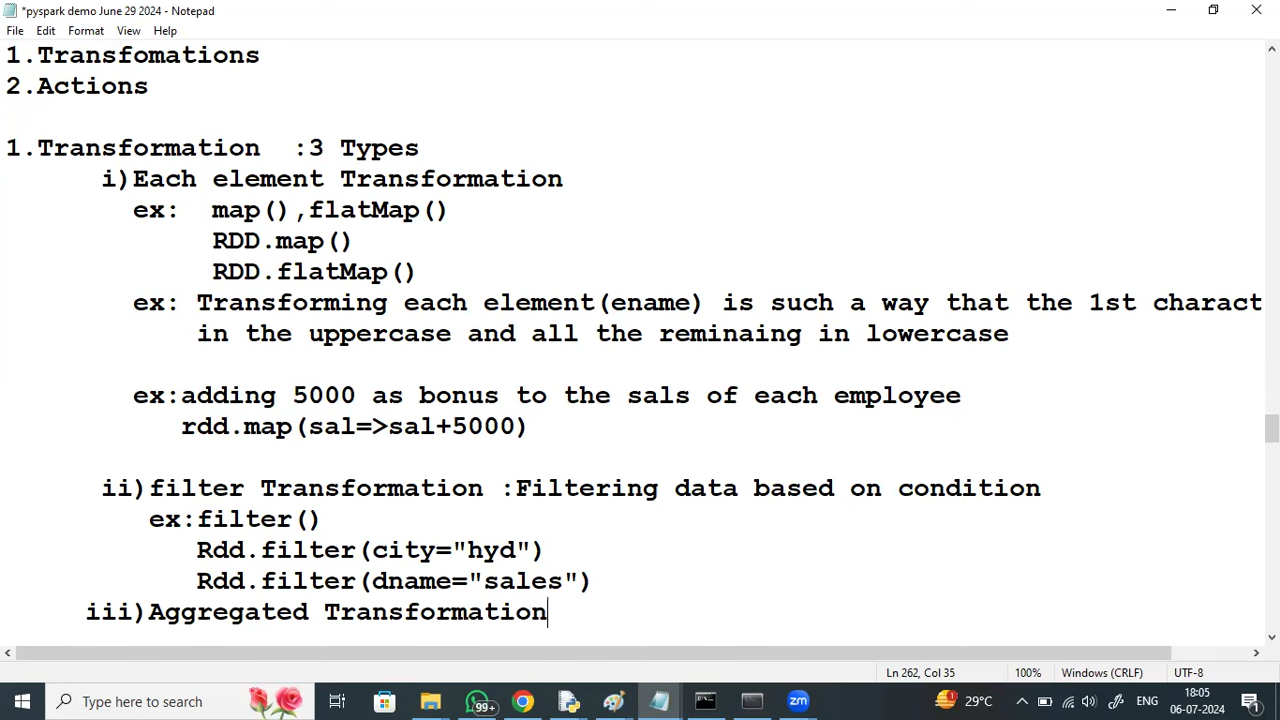 *pyspark demo June 29 2024 - Notepad
File Edit Format View Help
1.Transfomations
2.Actions
1.Transformation :3 Types
i)Each element Transformation
ex: map(),flatMap()
RDD.map()
RDD.flatMap()
ex: Transforming each element(ename) is such a way that the 1st charact
in the uppercase and all the reminaing in lowercase
ex:adding 5000 as bonus to the sals of each employee
rdd.map(sal=>sal+5000)
ii)filter Transformation :Filtering data based on condition
ex:filter()
Rdd.filter(city="hyd")
Rdd.filter(dname="sales")
iii)Aggregated Transformation
Ln 262, Col 35 100% Windows (CRLF) UTF-8
Type here to search 99+ zm 29°C ENG 18:05
06-07-2024 1